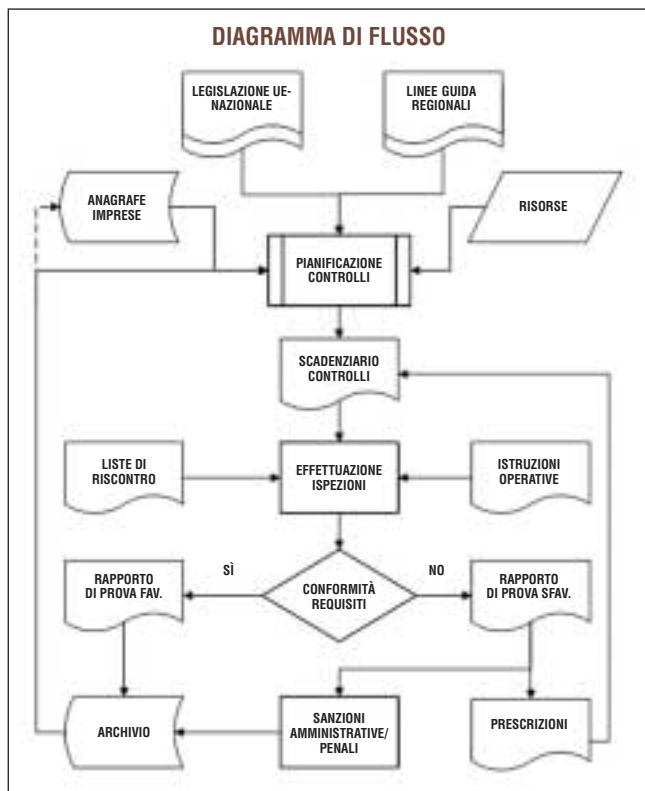 DIAGRAMMA DI FLUSSO
LEGISLAZIONE UE-
NAZIONALE
LINEE GUIDA
REGIONALI
ANAGRAFE
IMPRESE
RISORSE
PIANIFICAZIONE
CONTROLLI
SCADENZIARIO
CONTROLLI
LISTE DI
RISCONTRO
EFFETTUAZIONE
ISPEZIONI
ISTRUZIONI
OPERATIVE
SÌ
NO
RAPPORTO
DI PROVA FAV.
CONFORMITÀ
REQUISITI
RAPPORTO
DI PROVA SFAV.
ARCHIVIO
SANZIONI
AMMINISTRATIVE/
PENALI
PRESCRIZIONI